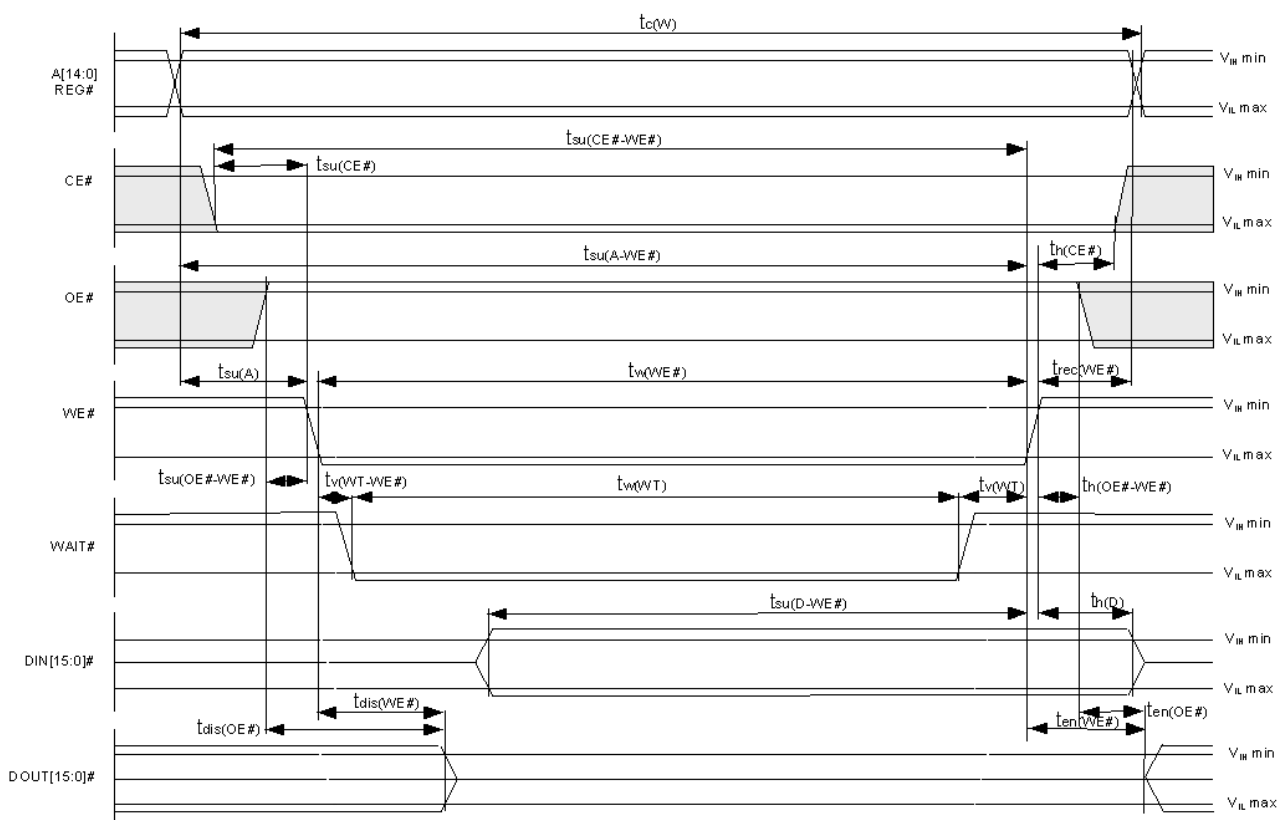 tc(W)
A[14:0]
REG#
VIH min
VIL max
tsu(CE#-WE#)
tsu(CE#)
CE#
VIH min
VIL max
tsu(A-WE#)
th(CE#)
OE#
VIH min
VIL max
tsu(A)
tw(WE#)
trec(WE#)
WE#
VIH min
VIL max
tsu(OE#-WE#)
tv(WT-WE#)
tw(WT)
tv(WT)
th(OE#-WE#)
WAIT#
VIH min
VIL max
tsu(D-WE#)
th(D)
DIN[15:0]#
VIH min
VIL max
tdis(WE#)
tdis(OE#)
ten(OE#)
ten(WE#)
DOUT[15:0]#
VIH min
VIL max